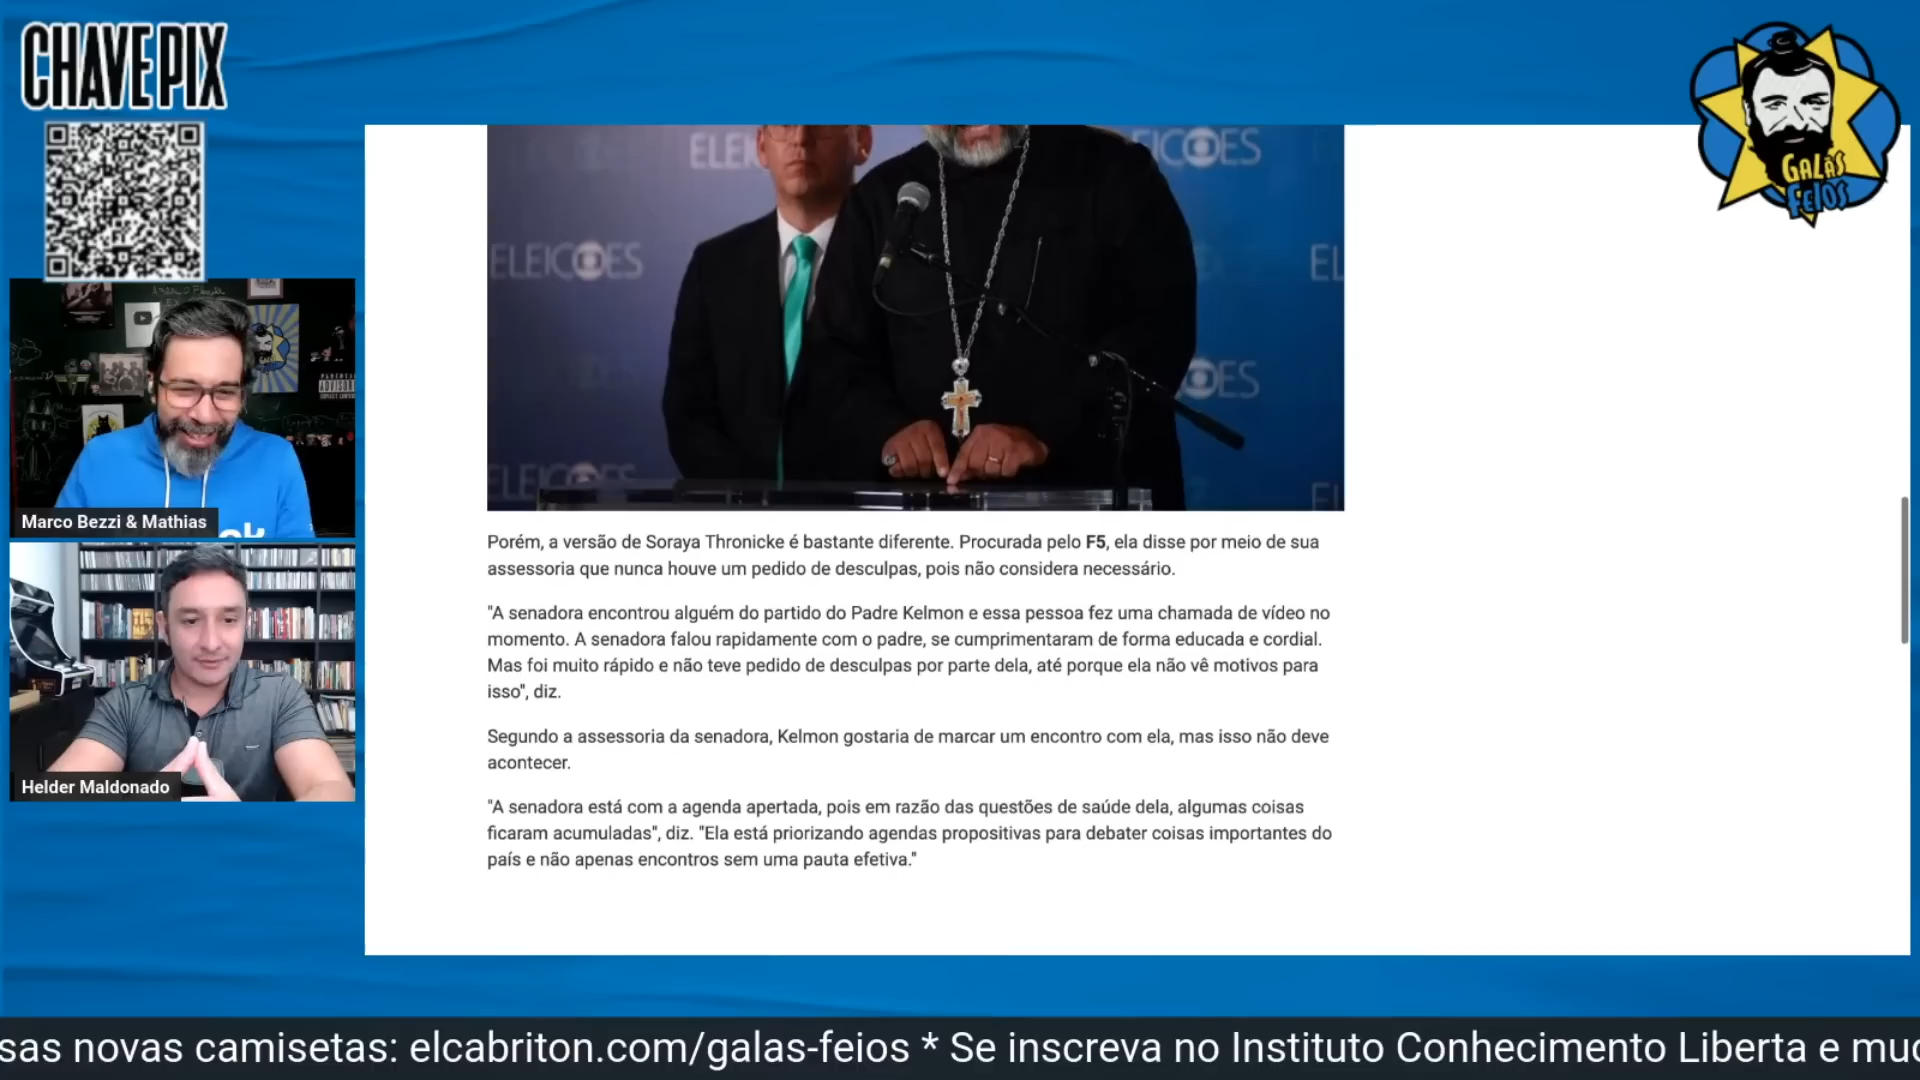 CHAVE PIX
GALÃS
FEIOS
Marco Bezzi & Mathias
Helder Maldonado
ELEIÇÕES
ELEIÇÕES
ELEIÇÕES
ELEIÇÕES
Porém, a versão de Soraya Thronicke é bastante diferente. Procurada pelo F5, ela disse por meio de sua
assessoria que nunca houve um pedido de desculpas, pois não considera necessário.
"A senadora encontrou alguém do partido do Padre Kelmon e essa pessoa fez uma chamada de vídeo no
momento. A senadora falou rapidamente com o padre, se cumprimentaram de forma educada e cordial.
Mas foi muito rápido e não teve pedido de desculpas por parte dela, até porque ela não vê motivos para
isso", diz.
Segundo a assessoria da senadora, Kelmon gostaria de marcar um encontro com ela, mas isso não deve
acontecer.
"A senadora está com a agenda apertada, pois em razão das questões de saúde dela, algumas coisas
ficaram acumuladas", diz. "Ela está priorizando agendas propositivas para debater coisas importantes do
país e não apenas encontros sem uma pauta efetiva."
sas novas camisetas: elcabriton.com/galas-feios * Se inscreva no Instituto Conhecimento Liberta e mud